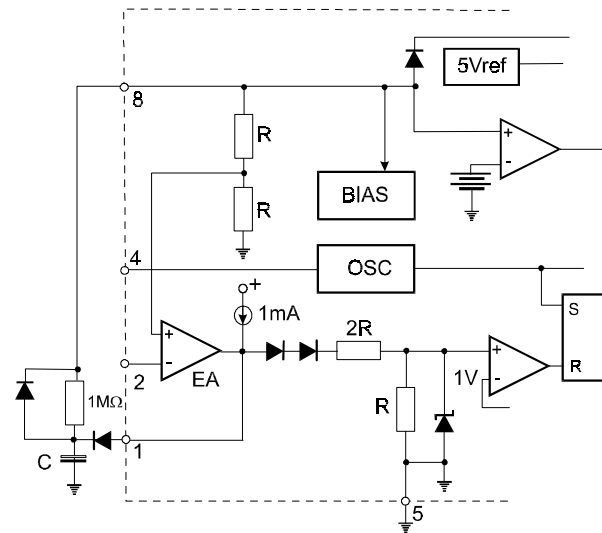 5Vref
8
R
+
-
R
BIAS
4
OSC
+
1mA
S
2R
+
-
EA
2
+
-
1V
R
1MΩ
R
1
C
5